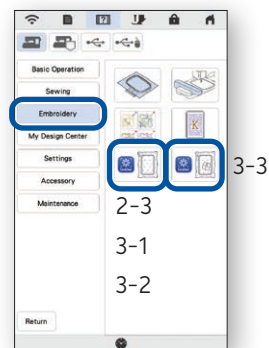 Basic Operation
Sewing
Embroidery
My Design Center
Settings
Accessory
Maintenance
Return
K
3-3
2-3
3-1
3-2